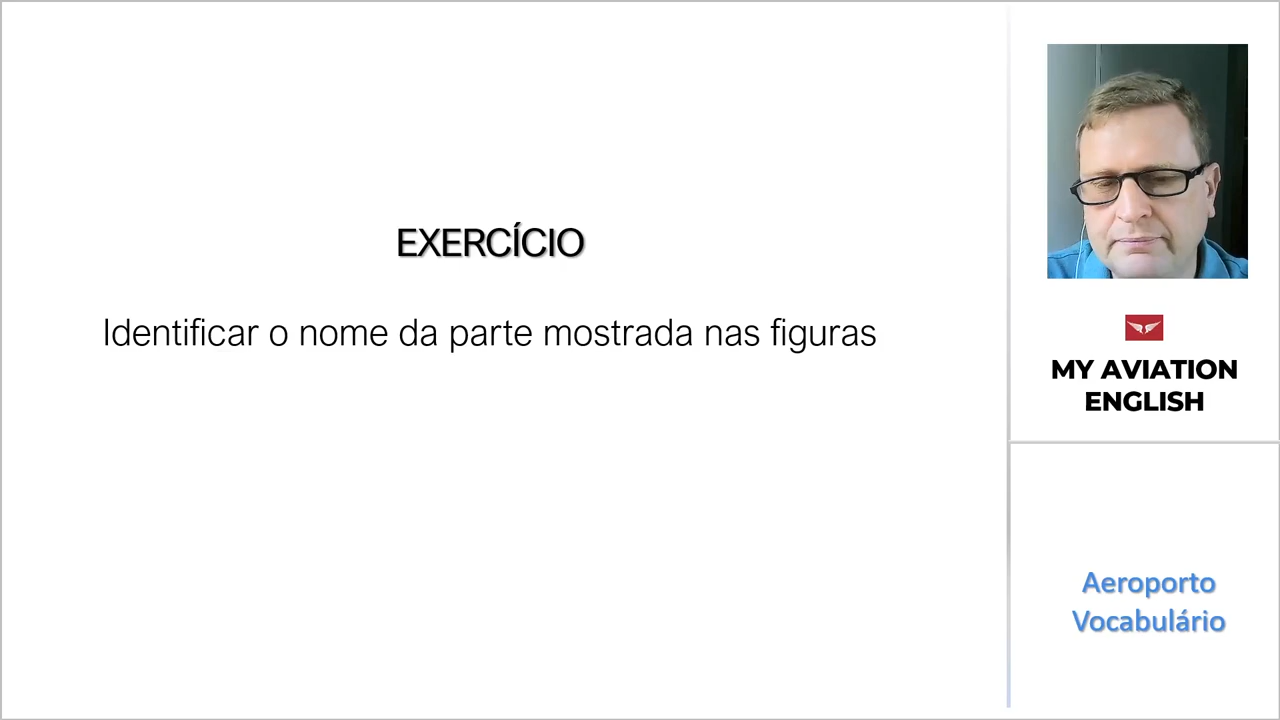 EXERCÍCIO
Identificar o nome da parte mostrada nas figuras
MY AVIATION
ENGLISH
Aeroporto
Vocabulário